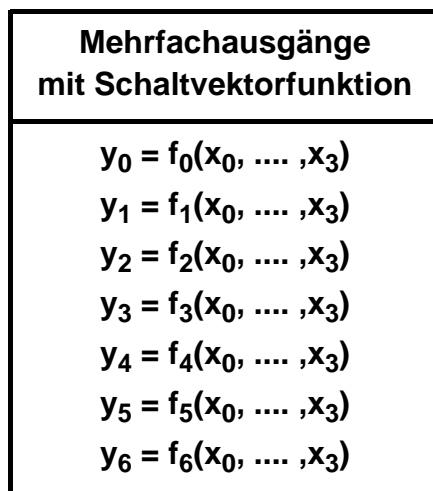 Mehrfachausgänge
mit Schaltvektorfunktion
y₀ = f₀(x₀, .... ,x₃)
y₁ = f₁(x₀, .... ,x₃)
y₂ = f₂(x₀, .... ,x₃)
y₃ = f₃(x₀, .... ,x₃)
y₄ = f₄(x₀, .... ,x₃)
y₅ = f₅(x₀, .... ,x₃)
y₆ = f₆(x₀, .... ,x₃)